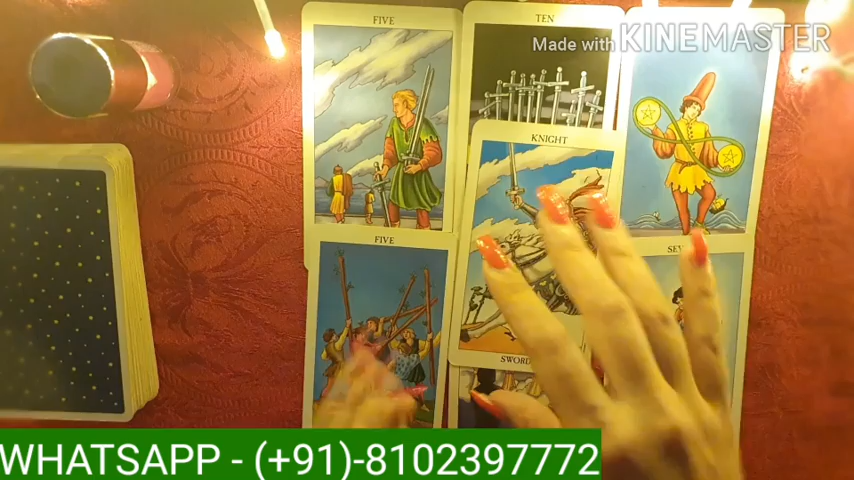 FIVE
TEN
Made with KINEMASTER
KNIGHT
FIVE
SWORD
WHATSAPP - (+91)-8102397772